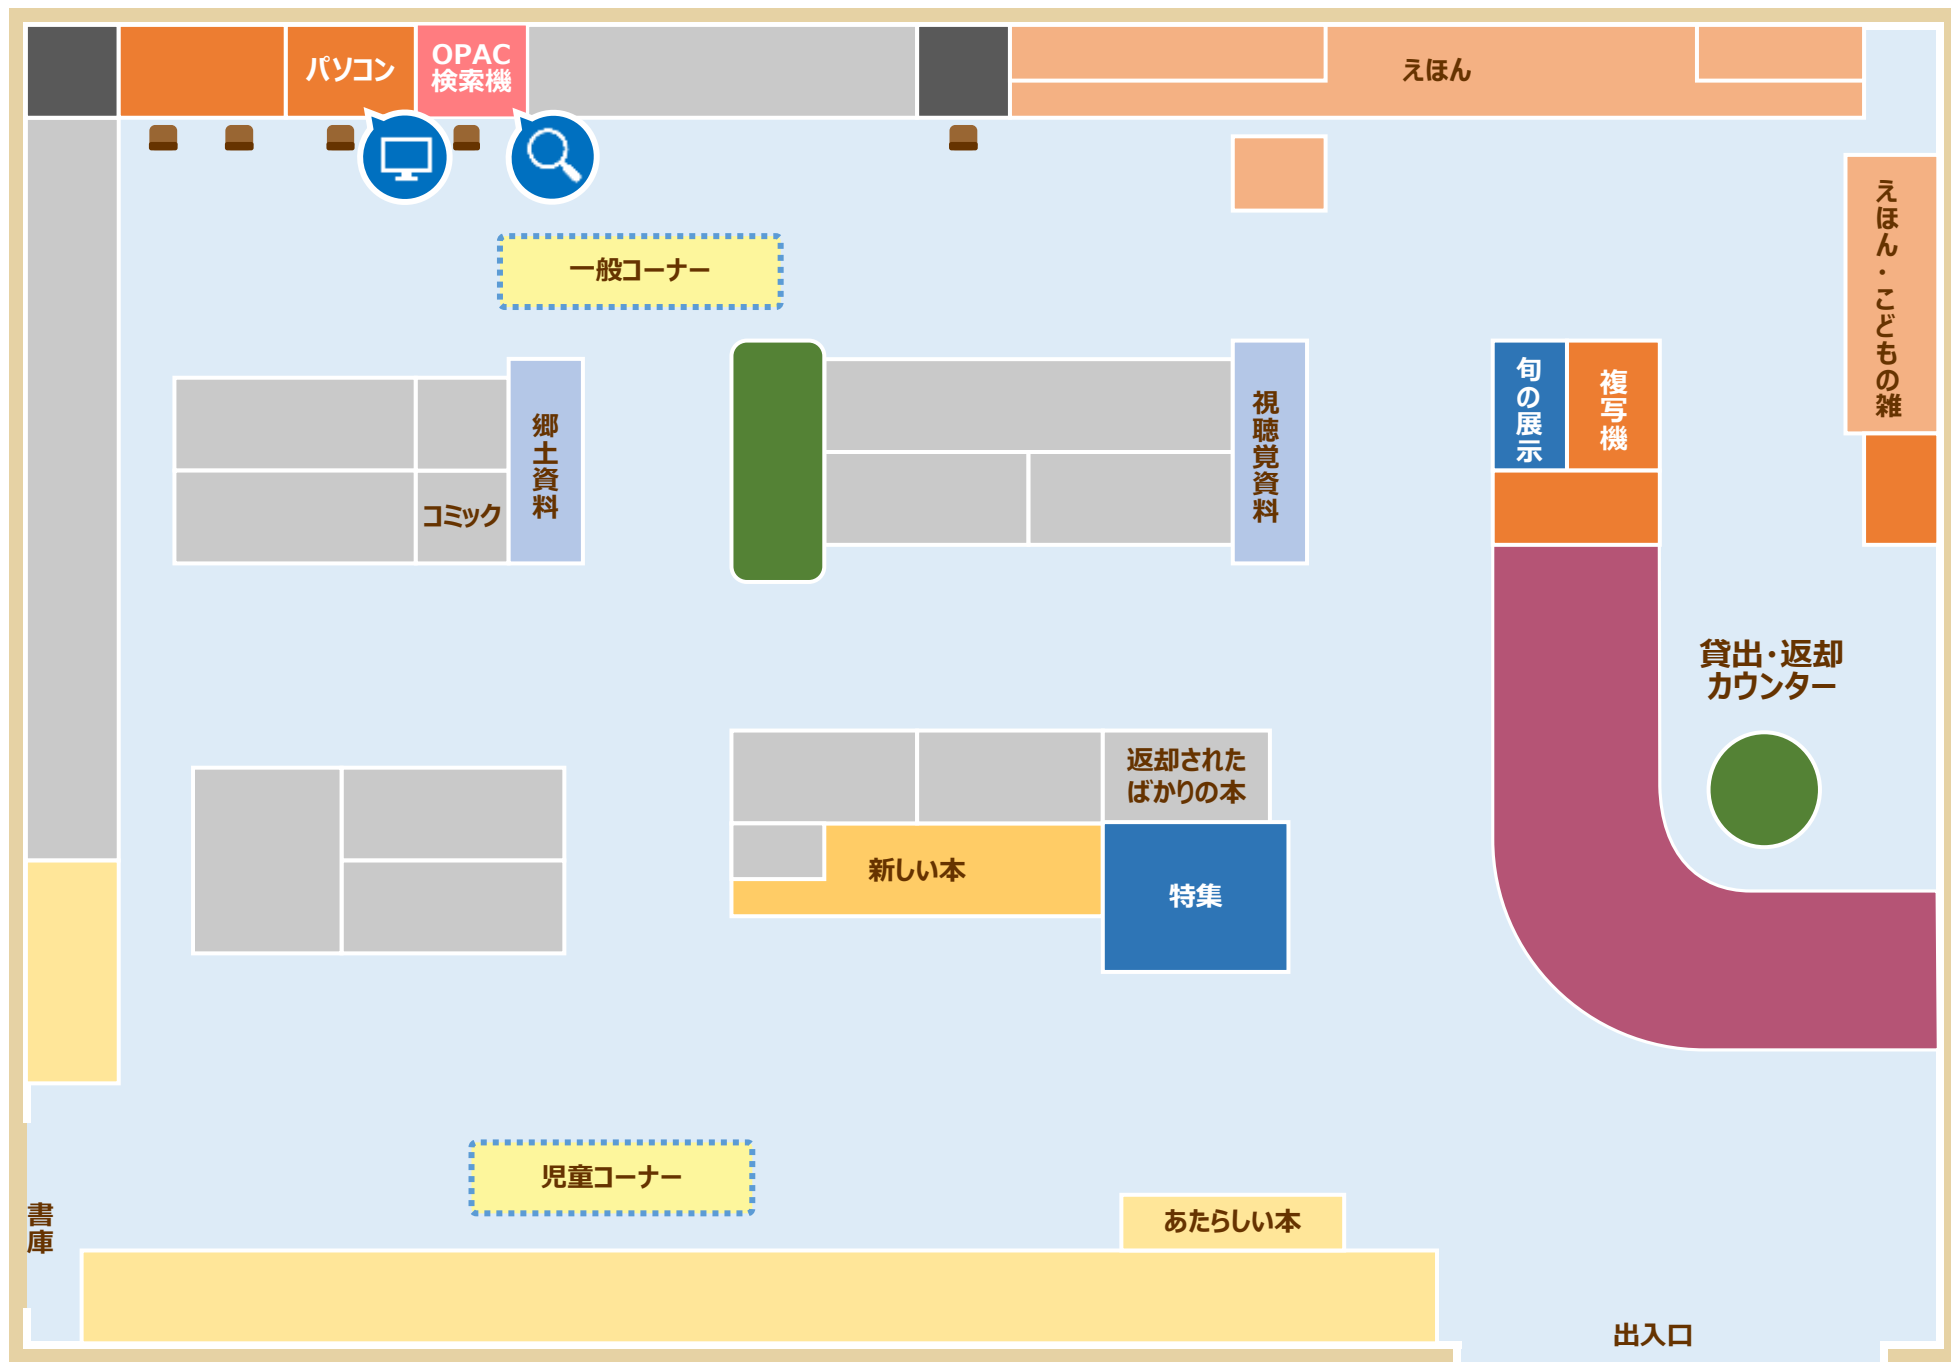 パソコン
OPAC
検索機
えほん
えほん・こどもの雑
一般コーナー
郷土資料
コミック
視聴覚資料
旬の展示
複写機
貸出・返却
カウンター
返却された
ばかりの本
新しい本
特集
児童コーナー
あたらしい本
書庫
出入口